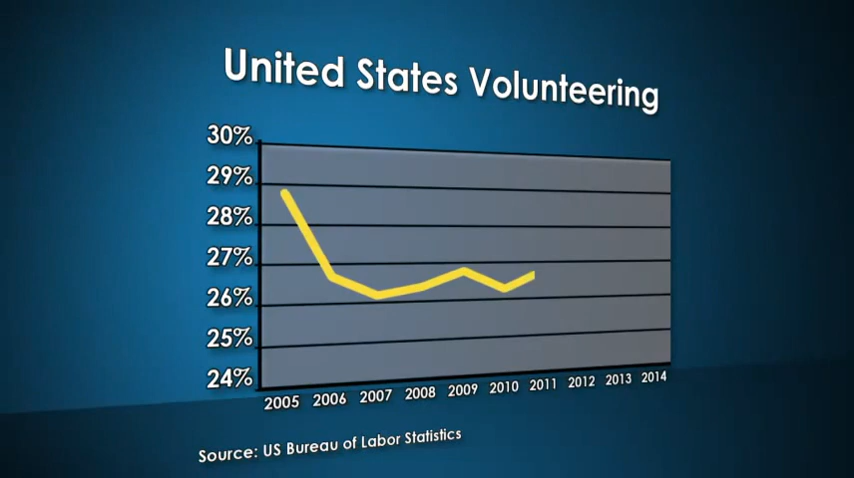 United States Volunteering
30%
29%
28%
27%
26%
25%
24%
2005 2006 2007 2008 2009 2010 2011 2012 2013 2014
Source: US Bureau of Labor Statistics